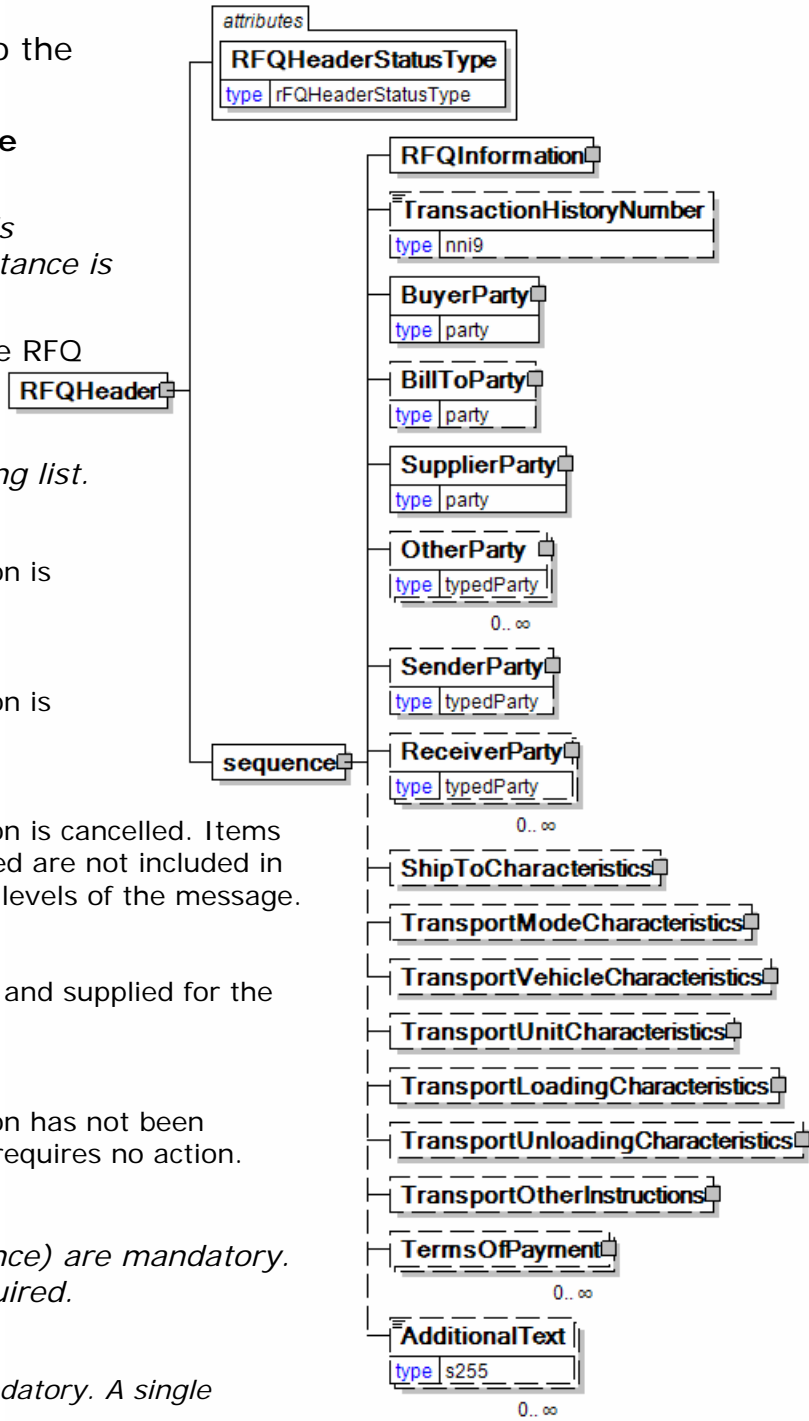 o the
e
is
tance is
e RFQ
ng list.
on is
on is
on is cancelled. Items
ed are not included in
levels of the message.
and supplied for the
on has not been
requires no action.
nce) are mandatory.
uired.
datory. A single
RFQHeader
attributes
RFQHeaderStatusType
type rFQHeaderStatusType
sequence
RFQInformation
TransactionHistoryNumber
type nni9
BuyerParty
type party
BillToParty
type party
SupplierParty
type party
OtherParty
type typedParty
0.. ∞
SenderParty
type typedParty
ReceiverParty
type typedParty
0.. ∞
ShipToCharacteristics
TransportModeCharacteristics
TransportVehicleCharacteristics
TransportUnitCharacteristics
TransportLoadingCharacteristics
TransportUnloadingCharacteristics
TransportOtherInstructions
TermsOfPayment
0.. ∞
AdditionalText
type s255
0.. ∞